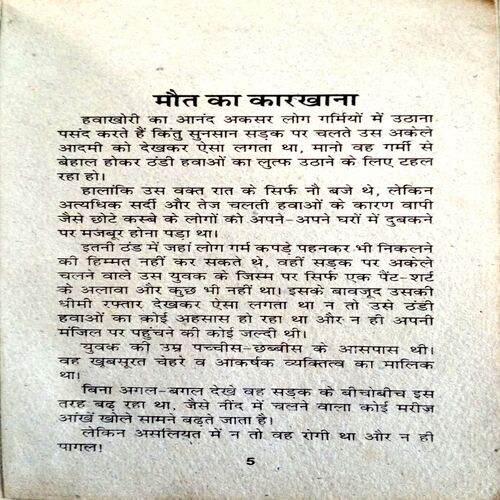 मौत का कारखाना
हवाखोरी का आनंद अकसर लोग गर्मियों में उठाना
पसंद करते हैं किंतु सुनसान सड़क पर चलते उस अकेले
आदमी को देखकर ऐसा लगता था, मानो वह गर्मी से
बेहाल होकर ठंडी हवाओं का लुत्फ उठाने के लिए टहल
रहा हो।
हालांकि उस वक्त रात के सिर्फ नौ बजे थे, लेकिन
अत्यधिक सर्दी और तेज चलती हवाओं के कारण वापी
जैसे छोटे कस्बे के लोगों को अपने-अपने घरों में दुबकने
पर मजबूर होना पड़ा था।
इतनी ठंड में जहां लोग गर्म कपड़े पहनकर भी निकलने
की हिम्मत नहीं कर सकते थे, वहीं सड़क पर अकेले
चलने वाले उस युवक के जिस्म पर सिर्फ एक पैंट-शर्ट
के अलावा और कुछ भी नहीं था। इसके बावजूद उसकी
धीमी रफ्तार देखकर ऐसा लगता था न तो उसे ठंडी
हवाओं का कोई अहसास हो रहा था और न ही अपनी
मंजिल पर पहुंचने की कोई जल्दी थी।
युवक की उम्र पच्चीस-छब्बीस के आसपास थी।
वह खूबसूरत चेहरे व आकर्षक व्यक्तित्व का मालिक
था।
बिना अगल-बगल देखे वह सड़क के बीचोबीच इस
तरह बढ़ रहा था, जैसे नींद में चलने वाला कोई मरीज़
आंखें खोले सामने बढ़ते जाता है।
लेकिन असलियत में न तो वह रोगी था और न ही
पागल!
5